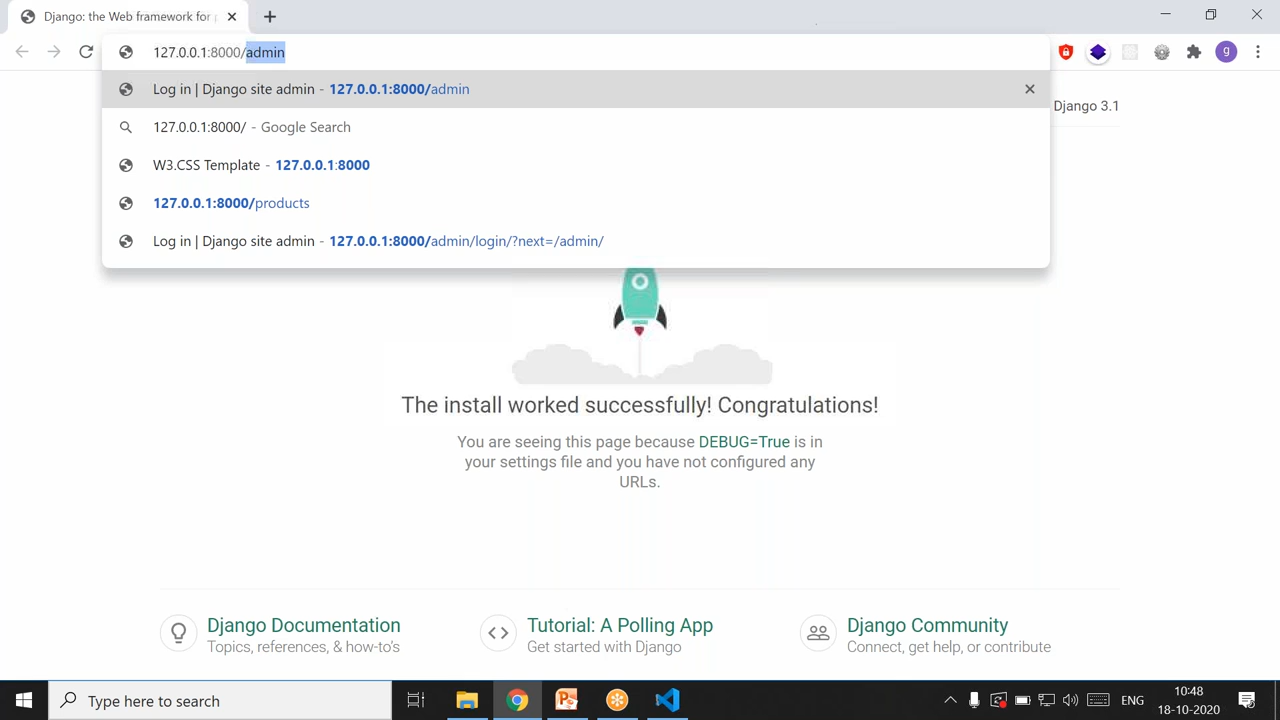 Django: the Web framework for p
127.0.0.1:8000/admin
Log in | Django site admin - 127.0.0.1:8000/admin
127.0.0.1:8000/ - Google Search
W3.CSS Template - 127.0.0.1:8000
127.0.0.1:8000/products
Log in | Django site admin - 127.0.0.1:8000/admin/login/?next=/admin/
g
Django 3.1
The install worked successfully! Congratulations!
You are seeing this page because DEBUG=True is in
your settings file and you have not configured any
URLs.
Django Documentation
Topics, references, & how-to's
Tutorial: A Polling App
Get started with Django
Django Community
Connect, get help, or contribute
Type here to search
ENG
10:48
18-10-2020